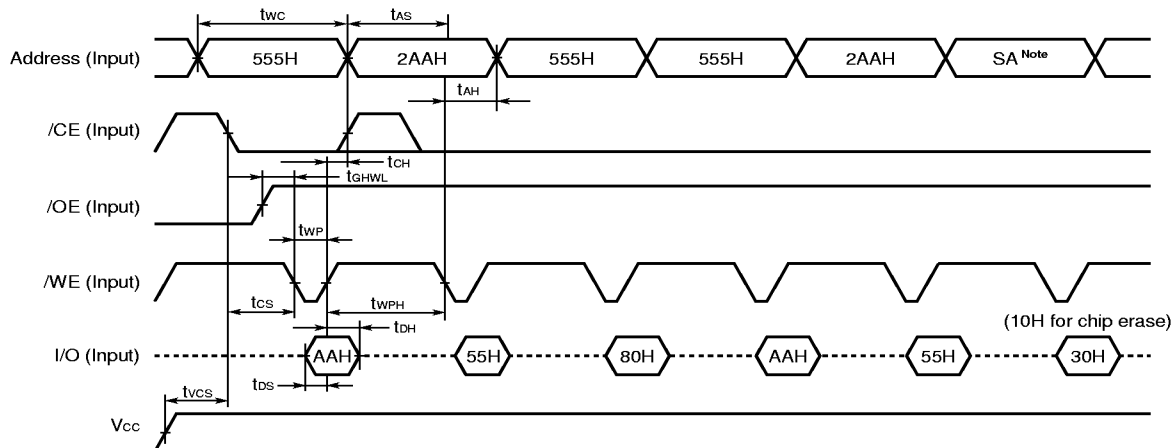 tWC tAS
Address (Input) 555H 2AAH 555H 555H 2AAH SA Note
tAH
/CE (Input)
tCH
tGHWL
/OE (Input)
tWP
/WE (Input)
tCS tWPH
tDH
(10H for chip erase)
I/O (Input) AAH 55H 80H AAH 55H 30H
tDS
tVCS
VCC